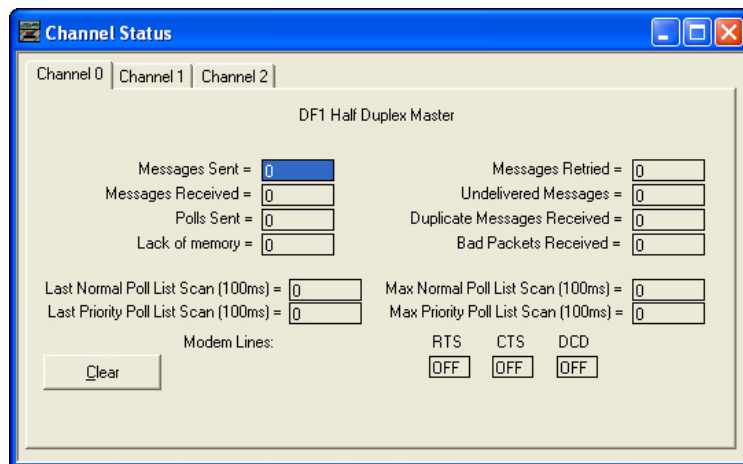 Channel Status
Channel 0 Channel 1 Channel 2
DF1 Half Duplex Master
Messages Sent = 0 Messages Retried = 0
Messages Received = 0 Undelivered Messages = 0
Polls Sent = 0 Duplicate Messages Received = 0
Lack of memory = 0 Bad Packets Received = 0
Last Normal Poll List Scan (100ms) = 0 Max Normal Poll List Scan (100ms) = 0
Last Priority Poll List Scan (100ms) = 0 Max Priority Poll List Scan (100ms) = 0
Modem Lines: RTS CTS DCD
Clear OFF OFF OFF